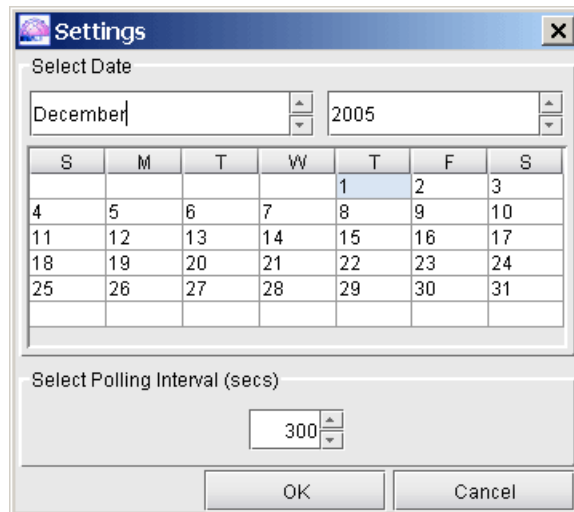 Settings
Select Date
December 2005
S M T W T F S
1 2 3
4 5 6 7 8 9 10
11 12 13 14 15 16 17
18 19 20 21 22 23 24
25 26 27 28 29 30 31
Select Polling Interval (secs)
300
OK Cancel